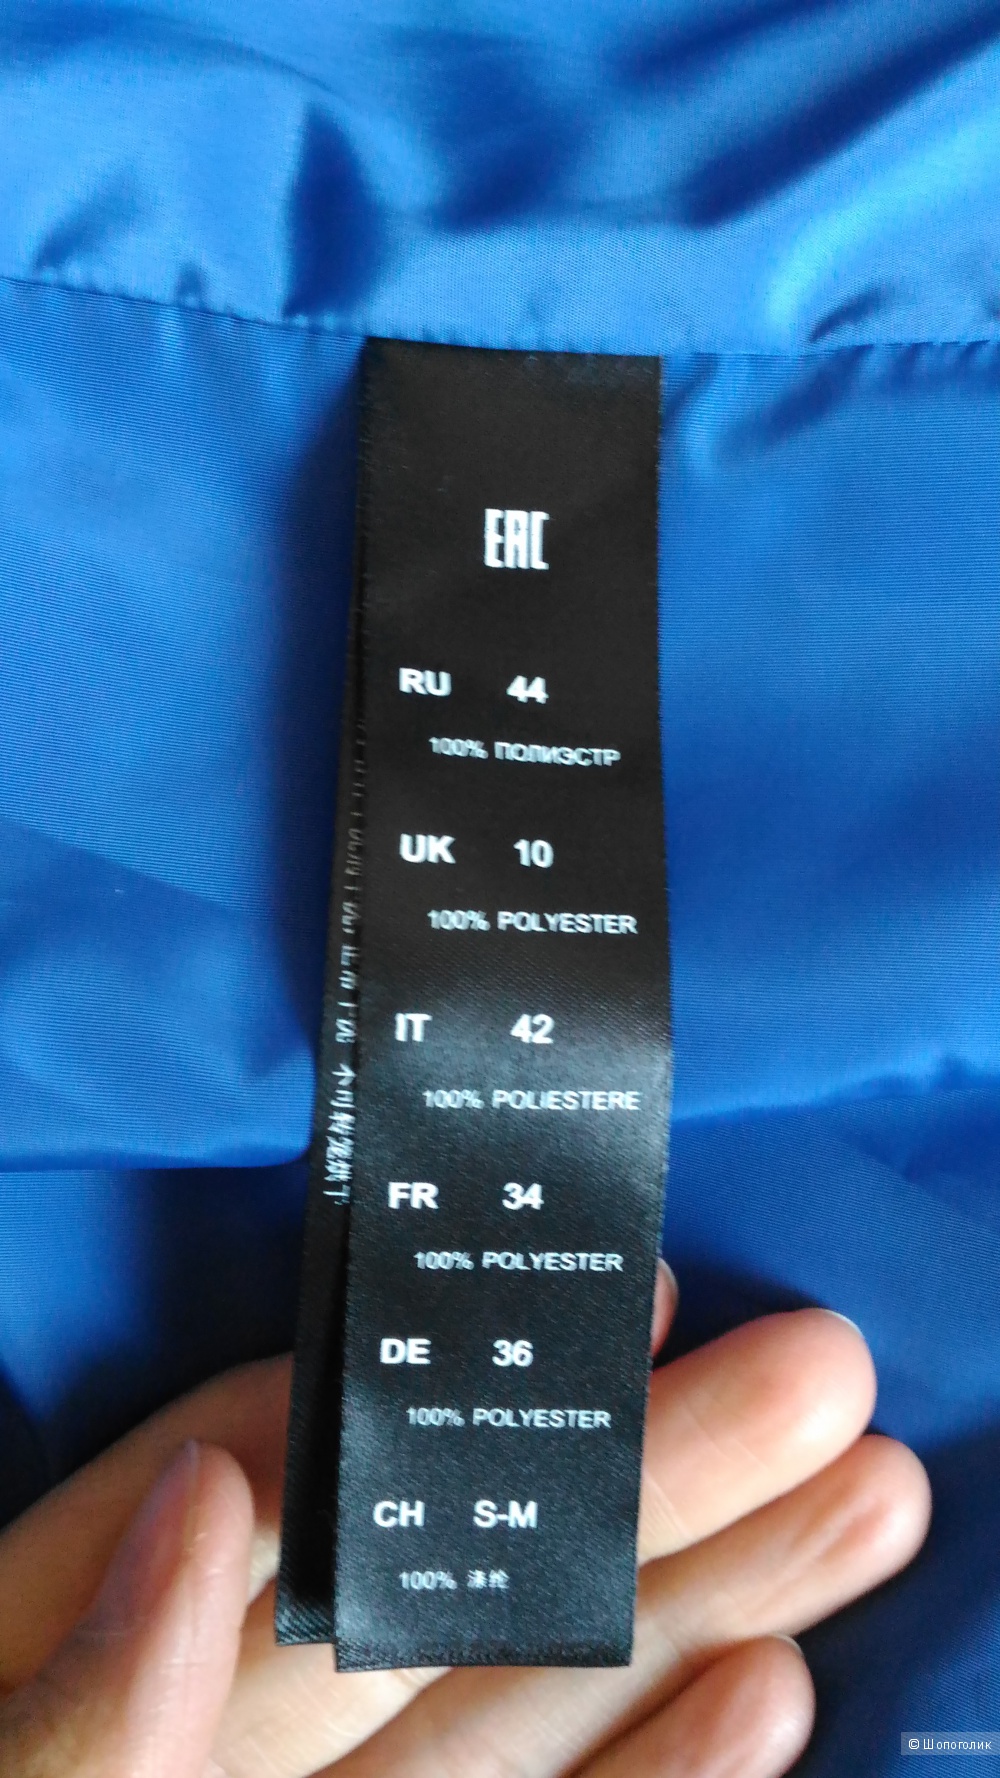 EAC
RU 44
100% ПОЛИЭСТР
UK 10
100% POLYESTER
IT 42
100% POLIESTERE
FR 34
100% POLYESTER
DE 36
100% POLYESTER
CH S-M
100% 涤纶
© Шопоголик